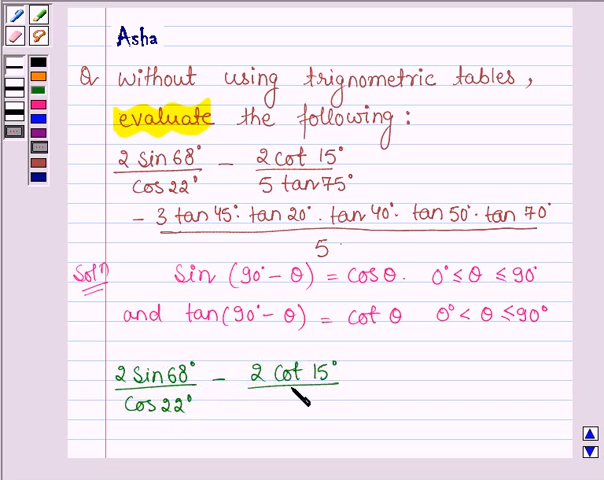 Asha
Q Without using trignometric tables,
evaluate the following :
2 sin 68° / cos 22° - 2 cot 15° / 5 tan 75°
- 3 tan 45° · tan 20° · tan 40° · tan 50° · tan 70° / 5
Solⁿ Sin (90° - θ) = cos θ. 0° ≤ θ ≤ 90°
and tan (90° - θ) = cot θ 0° < θ ≤ 90°
2 Sin 68° / cos 22° - 2 cot 15°